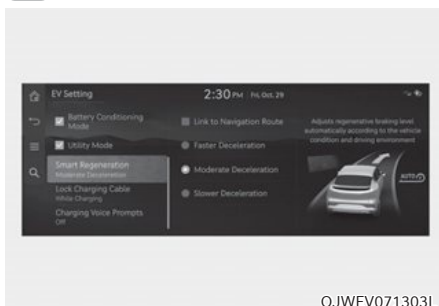 EV Setting
2:30 PM Fri. Oct. 29
Battery Conditioning
Mode
Utility Mode
Smart Regeneration
Moderate Deceleration
Lock Charging Cable
While Charging
Charging Voice Prompts
Off
Link to Navigation Route
Faster Deceleration
Moderate Deceleration
Slower Deceleration
Adjusts regenerative braking level
automatically according to the vehicle
condition and driving environment
AUTO
OJWEV071303L